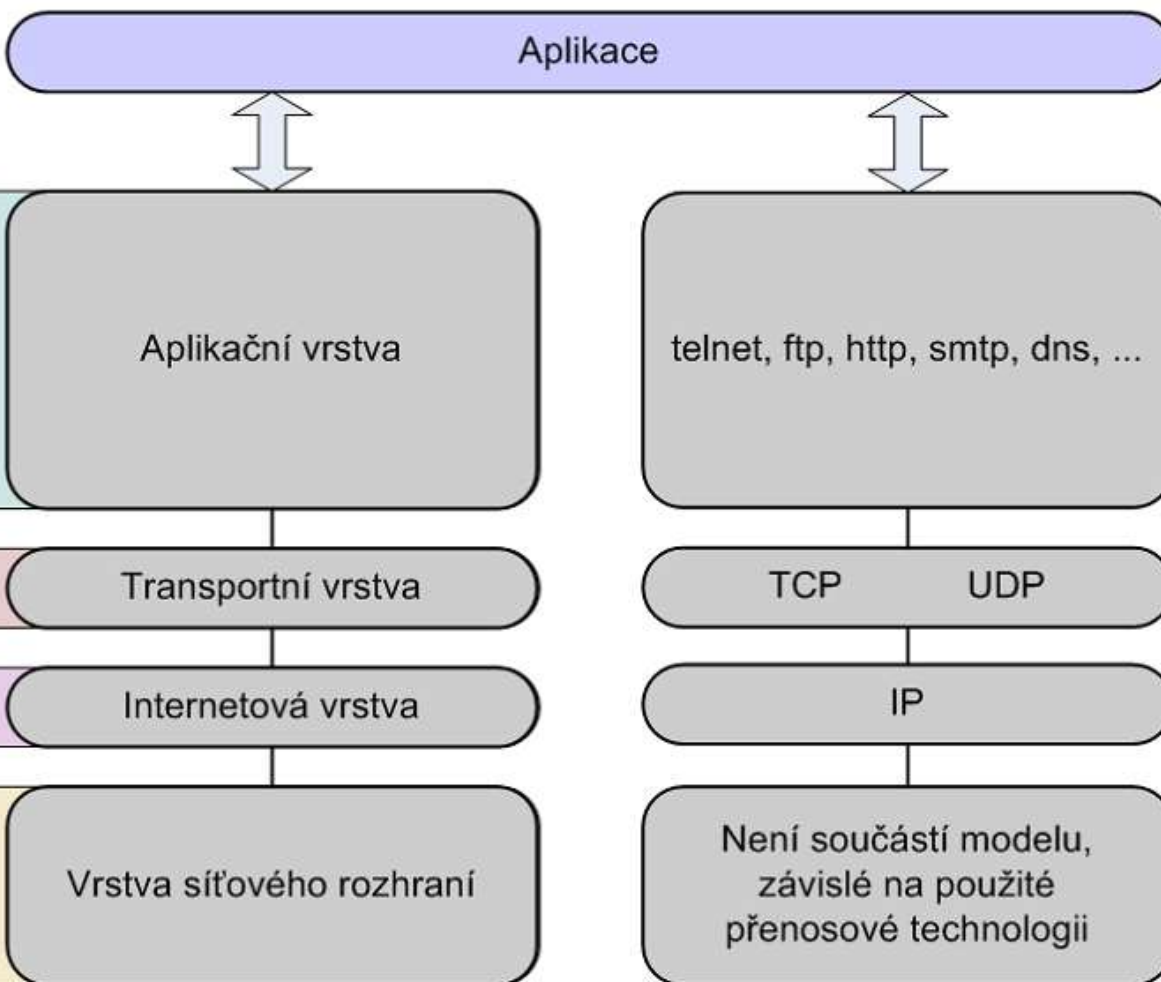 Aplikace
Aplikační vrstva
telnet, ftp, http, smtp, dns, ...
Transportní vrstva
TCP UDP
Internetová vrstva
IP
Vrstva síťového rozhraní
Není součástí modelu,
závislé na použité
přenosové technologii